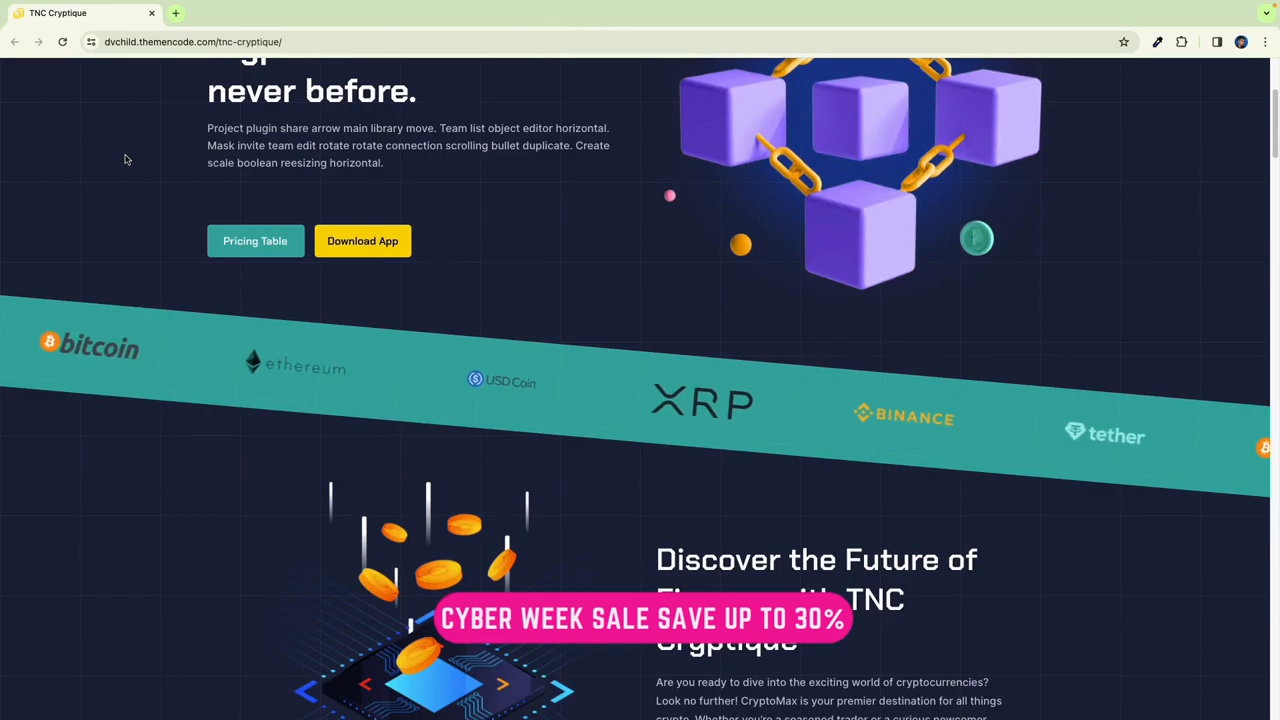 TNC Cryptique
dvchild.themencode.com/tnc-cryptique/
never before.
Project plugin share arrow main library move. Team list object editor horizontal.
Mask invite team edit rotate rotate connection scrolling bullet duplicate. Create
scale boolean reesizing horizontal.
Pricing Table
Download App
bitcoin
ethereum
USD Coin
XRP
BINANCE
tether
Discover the Future of
TNC
CYBER WEEK SALE SAVE UP TO 30%
Cryptique
Are you ready to dive into the exciting world of cryptocurrencies?
Look no further! CryptoMax is your premier destination for all things